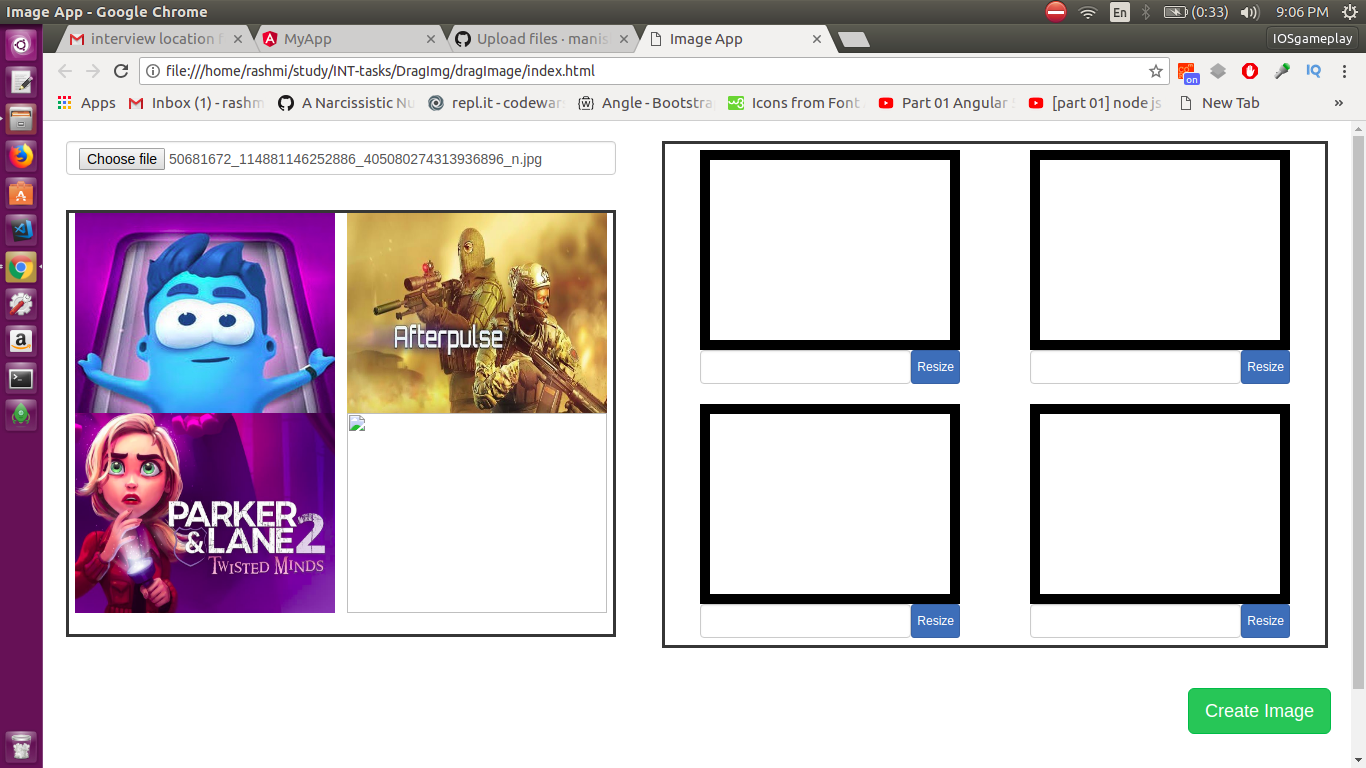 Image App - Google Chrome
En
(0:33)
9:06 PM
interview location f
MyApp
Upload files · manis
Image App
IOSgameplay
file:///home/rashmi/study/INT-tasks/DragImg/dragImage/index.html
on
IQ
Apps
Inbox (1) - rashm
A Narcissistic Nu
repl.it - codewar
Angle - Bootstra
Icons from Font
Part 01 Angular
[part 01] node js
New Tab
»
Choose file 50681672_114881146252886_405080274313936896_n.jpg
Afterpulse
PARKER
& LANE 2
TWISTED MINDS
Resize
Resize
Resize
Resize
Create Image